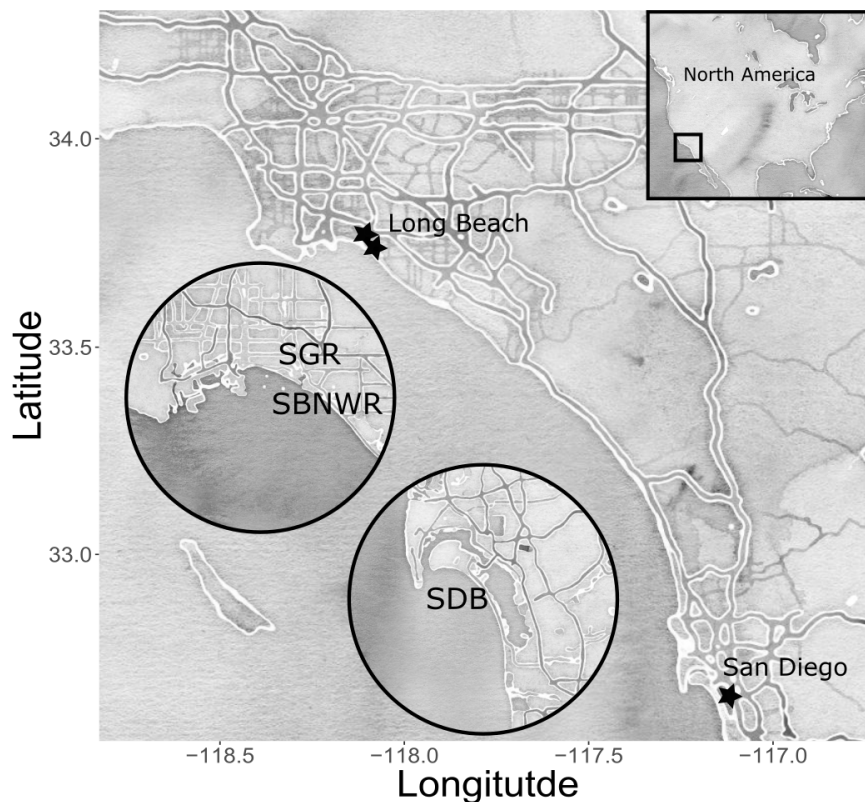 North America
34.0
Long Beach
33.5
SGR
SBNWR
Latitude
33.0
SDB
San Diego
−118.5
−118.0
−117.5
−117.0
Longitutde